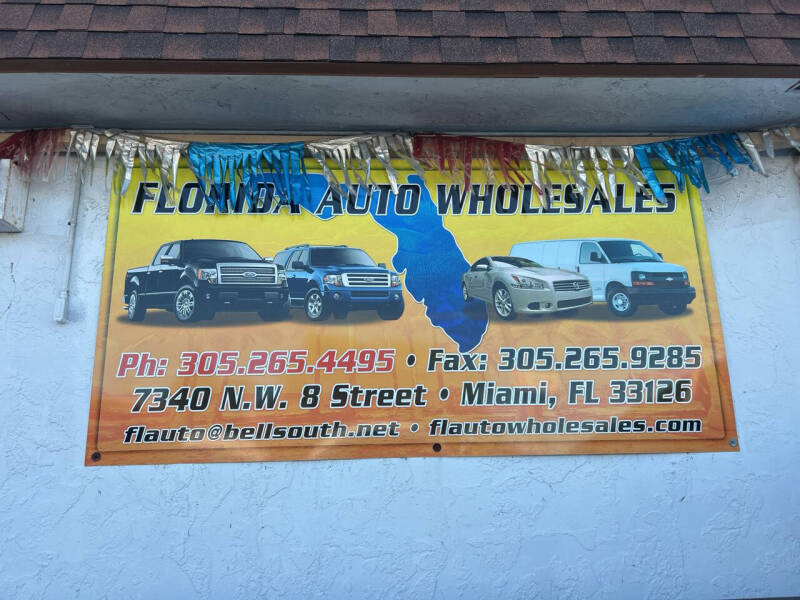 FLORIDA AUTO WHOLESALES
Ph: 305.265.4495 • Fax: 305.265.9285
7340 N.W. 8 Street • Miami, FL 33126
flauto@bellsouth.net • flautowholesales.com